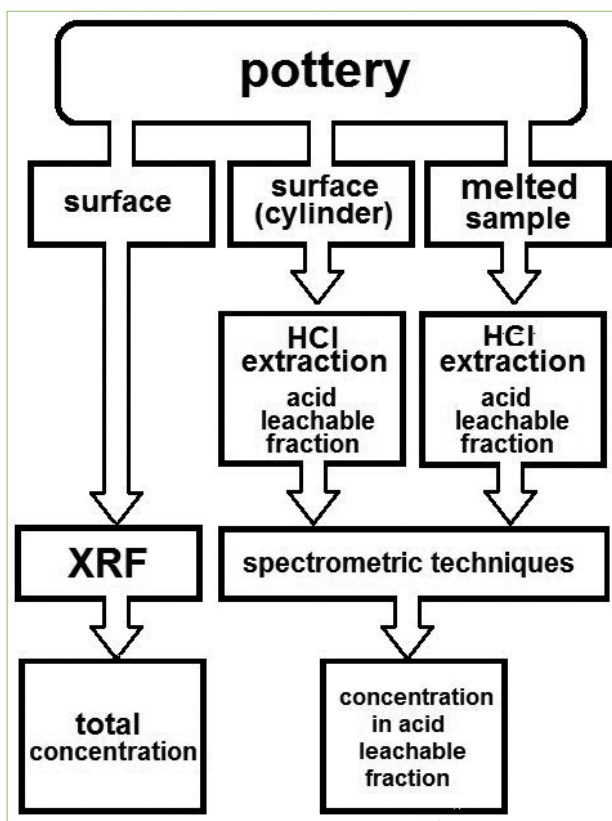 pottery
surface
surface
(cylinder)
melted
sample
HCl
extraction
acid
leachable
fraction
HCl
extraction
acid
leachable
fraction
XRF
spectrometric techniques
total
concentration
concentration
in acid
leachable
fraction